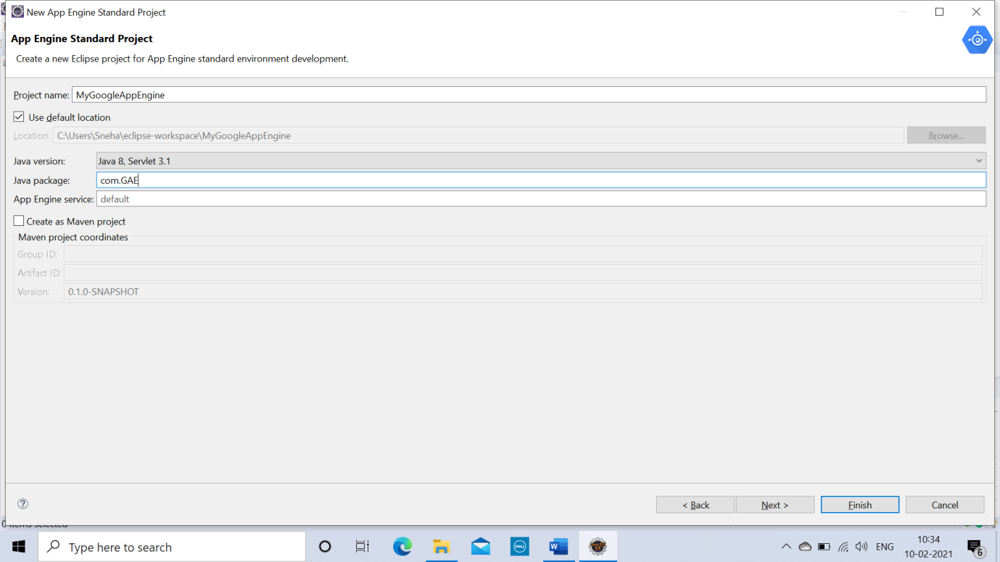 New App Engine Standard Project
App Engine Standard Project
Create a new Eclipse project for App Engine standard environment development.
Project name: MyGoogleAppEngine
Use default location
Location: C:\Users\Sneha\eclipse-workspace\MyGoogleAppEngine Browse...
Java version: Java 8, Servlet 3.1
Java package: com.GAE
App Engine service: default
Create as Maven project
Maven project coordinates
Group ID:
Artifact ID:
Version: 0.1.0-SNAPSHOT
< Back Next > Finish Cancel
0 items selected
Type here to search DELL W ENG 10:34
10-02-2021 6